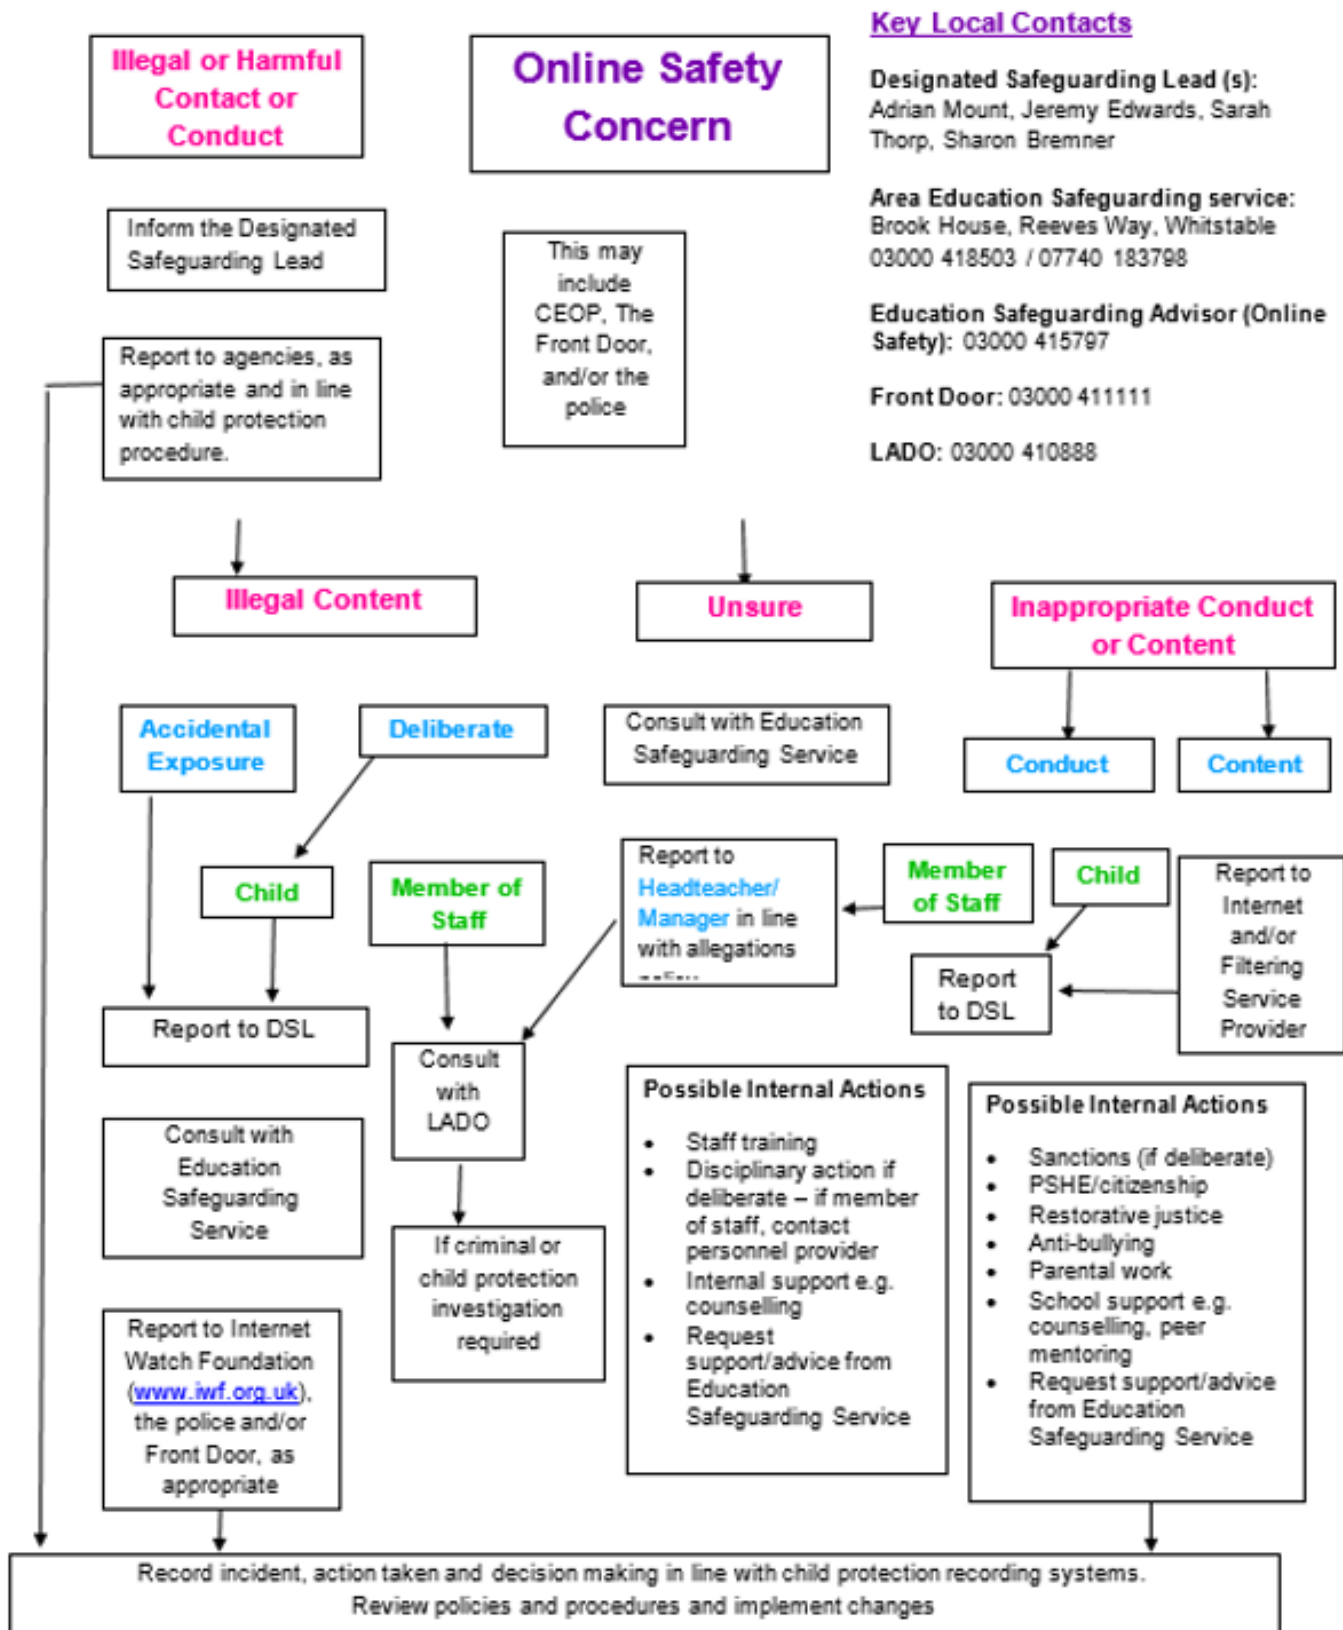 Illegal or Harmful
Contact or
Conduct
Online Safety
Concern
Key Local Contacts
Designated Safeguarding Lead (s):
Adrian Mount, Jeremy Edwards, Sarah
Thorp, Sharon Bremner
Area Education Safeguarding service:
Brook House, Reeves Way, Whitstable
03000 418503 / 07740 183798
Education Safeguarding Advisor (Online
Safety): 03000 415797
Front Door: 03000 411111
LADO: 03000 410888
Inform the Designated
Safeguarding Lead
This may
include
CEOP, The
Front Door,
and/or the
police
Report to agencies, as
appropriate and in line
with child protection
procedure.
Illegal Content
Unsure
Inappropriate Conduct
or Content
Accidental
Exposure
Deliberate
Consult with Education
Safeguarding Service
Conduct
Content
Child
Member of
Staff
Report to
Headteacher/
Manager in line
with allegations
Member
of Staff
Child
Report to
Internet
and/or
Filtering
Service
Provider
Report
to DSL
Report to DSL
Consult
with
LADO
Consult with
Education
Safeguarding
Service
If criminal or
child protection
investigation
required
Possible Internal Actions
• Staff training
• Disciplinary action if
deliberate – if member
of staff, contact
personnel provider
• Internal support e.g.
counselling
• Request
support/advice from
Education
Safeguarding Service
Possible Internal Actions
• Sanctions (if deliberate)
• PSHE/citizenship
• Restorative justice
• Anti-bullying
• Parental work
• School support e.g.
counselling, peer
mentoring
• Request support/advice
from Education
Safeguarding Service
Report to Internet
Watch Foundation
(www.iwf.org.uk),
the police and/or
Front Door, as
appropriate
Record incident, action taken and decision making in line with child protection recording systems.
Review policies and procedures and implement changes